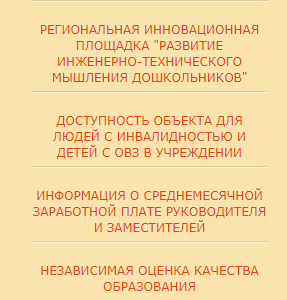 РЕГИОНАЛЬНАЯ ИННОВАЦИОННАЯ
ПЛОЩАДКА "РАЗВИТИЕ
ИНЖЕНЕРНО-ТЕХНИЧЕСКОГО
МЫШЛЕНИЯ ДОШКОЛЬНИКОВ"
ДОСТУПНОСТЬ ОБЪЕКТА ДЛЯ
ЛЮДЕЙ С ИНВАЛИДНОСТЬЮ И
ДЕТЕЙ С ОВЗ В УЧРЕЖДЕНИИ
ИНФОРМАЦИЯ О СРЕДНЕМЕСЯЧНОЙ
ЗАРАБОТНОЙ ПЛАТЕ РУКОВОДИТЕЛЯ
И ЗАМЕСТИТЕЛЕЙ
НЕЗАВИСИМАЯ ОЦЕНКА КАЧЕСТВА
ОБРАЗОВАНИЯ